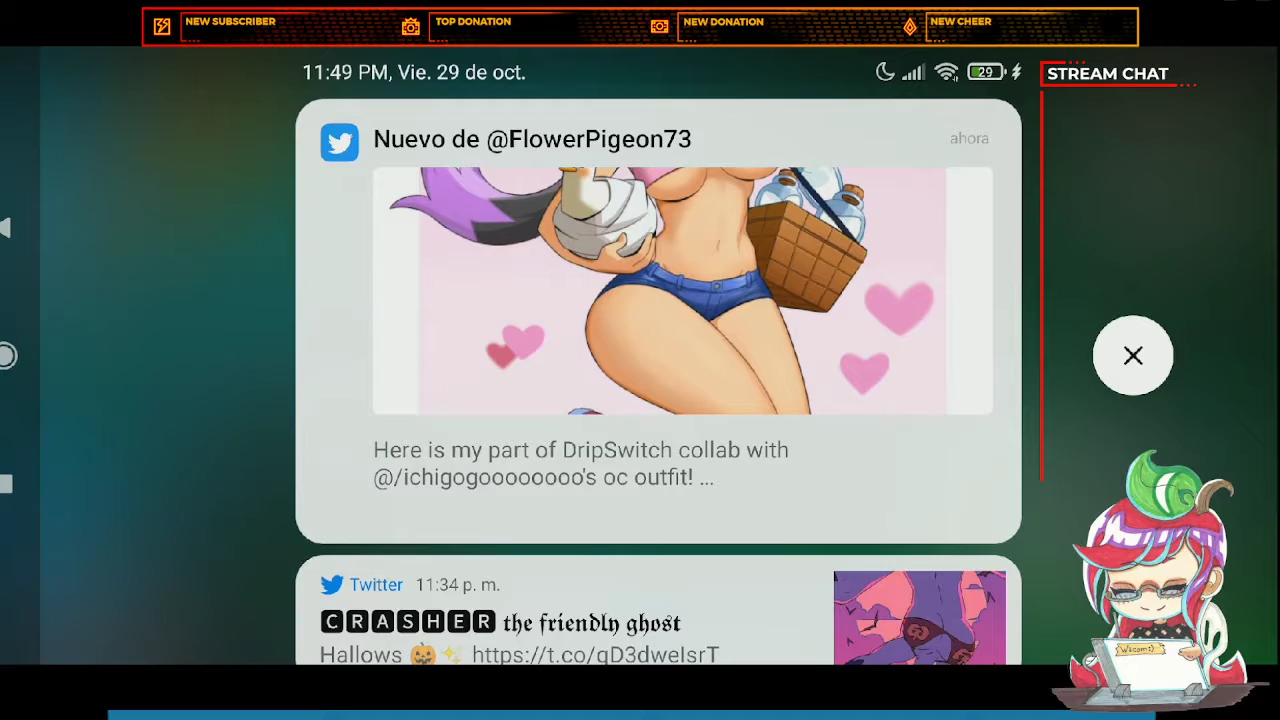 NEW SUBSCRIBER
TOP DONATION
NEW DONATION
NEW CHEER
11:49 PM, Vie. 29 de oct.
29
STREAM CHAT
Nuevo de @FlowerPigeon73
ahora
Here is my part of DripSwitch collab with
@/ichigogoooooooo's oc outfit! ...
Twitter 11:34 p. m.
🅲🆁🅰🆂🅷🅴🆁 𝖙𝖍𝖊 𝖋𝖗𝖎𝖊𝖓𝖉𝖑𝖞 𝖌𝖍𝖔𝖘𝖙
Hallows 🎃✨ https://t.co/qD3dweIsrT